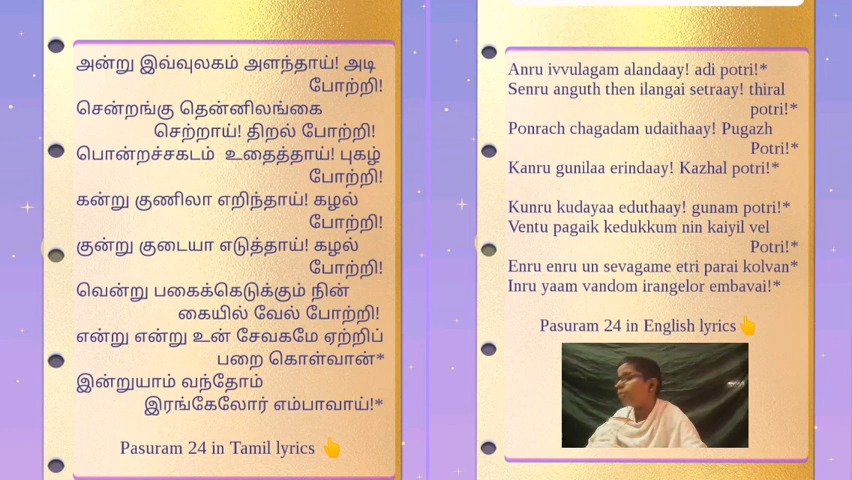 அன்று இவ்வுலகம் அளந்தாய்! அடி
போற்றி!
சென்றங்கு தென்னிலங்கை
செற்றாய்! திறல் போற்றி!
பொன்றச்சகடம் உதைத்தாய்! புகழ்
போற்றி!
கன்று குணிலா எறிந்தாய்! கழல்
போற்றி!
குன்று குடையா எடுத்தாய்! கழல்
போற்றி!
வென்று பகைக்கெடுக்கும் நின்
கையில் வேல் போற்றி!
என்று என்று உன் சேவகமே ஏற்றிப்
பறை கொள்வான்*
இன்றுயாம் வந்தோம்
இரங்கேலோர் எம்பாவாய்!*
Pasuram 24 in Tamil lyrics 👆
Anru ivvulagam alandaay! adi potri!*
Senru anguth then ilangai setraay! thiral
potri!*
Ponrach chagadam udaithaay! Pugazh
Potri!*
Kanru gunilaa erindaay! Kazhal potri!*
Kunru kudayaa eduthaay! gunam potri!*
Ventu pagaik kedukkum nin kaiyil vel
Potri!*
Enru enru un sevagame etri parai kolvan*
Inru yaam vandom irangelor embavai!*
Pasuram 24 in English lyrics👆